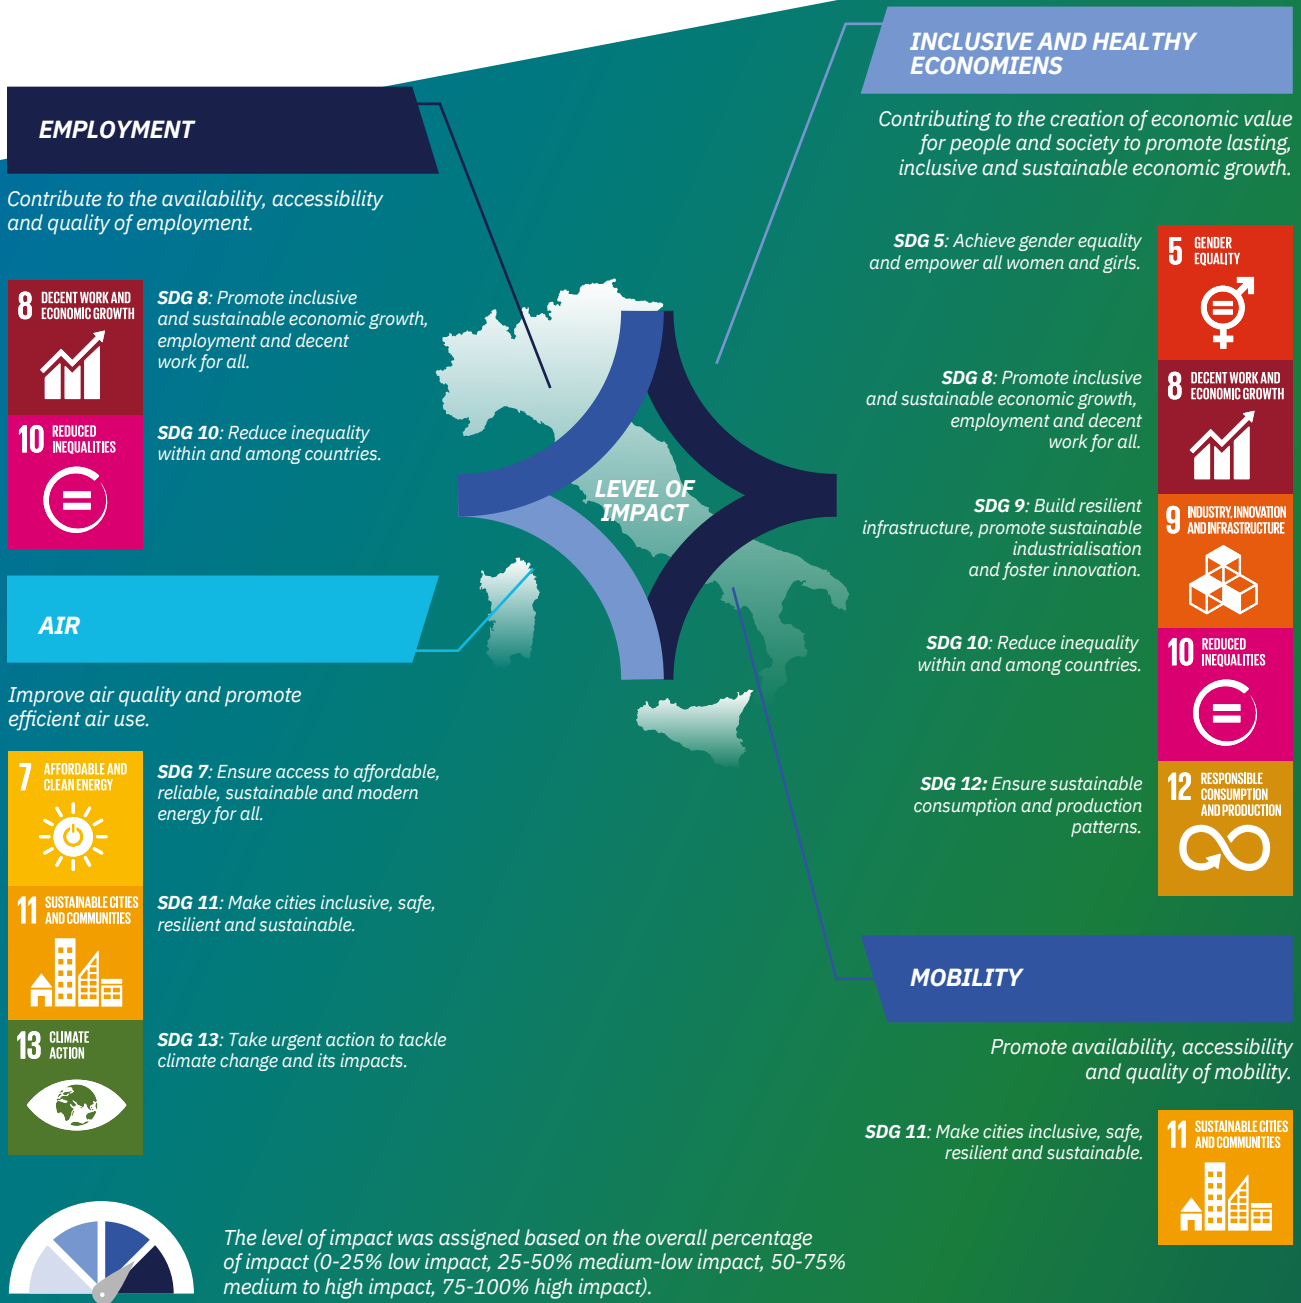 EMPLOYMENT
Contribute to the availability, accessibility
and quality of employment.
8 DECENT WORK AND
ECONOMIC GROWTH
SDG 8: Promote inclusive
and sustainable economic growth,
employment and decent
work for all.
10 REDUCED
INEQUALITIES
SDG 10: Reduce inequality
within and among countries.
AIR
Improve air quality and promote
efficient air use.
7 AFFORDABLE AND
CLEAN ENERGY
SDG 7: Ensure access to affordable,
reliable, sustainable and modern
energy for all.
11 SUSTAINABLE CITIES
AND COMMUNITIES
SDG 11: Make cities inclusive, safe,
resilient and sustainable.
13 CLIMATE
ACTION
SDG 13: Take urgent action to tackle
climate change and its impacts.
LEVEL OF
IMPACT
INCLUSIVE AND HEALTHY
ECONOMIENS
Contributing to the creation of economic value
for people and society to promote lasting,
inclusive and sustainable economic growth.
SDG 5: Achieve gender equality
and empower all women and girls.
5 GENDER
EQUALITY
SDG 8: Promote inclusive
and sustainable economic growth,
employment and decent
work for all.
8 DECENT WORK AND
ECONOMIC GROWTH
SDG 9: Build resilient
infrastructure, promote sustainable
industrialisation
and foster innovation.
9 INDUSTRY, INNOVATION
AND INFRASTRUCTURE
SDG 10: Reduce inequality
within and among countries.
10 REDUCED
INEQUALITIES
SDG 12: Ensure sustainable
consumption and production
patterns.
12 RESPONSIBLE
CONSUMPTION
AND PRODUCTION
MOBILITY
Promote availability, accessibility
and quality of mobility.
SDG 11: Make cities inclusive, safe,
resilient and sustainable.
11 SUSTAINABLE CITIES
AND COMMUNITIES
The level of impact was assigned based on the overall percentage
of impact (0-25% low impact, 25-50% medium-low impact, 50-75%
medium to high impact, 75-100% high impact).